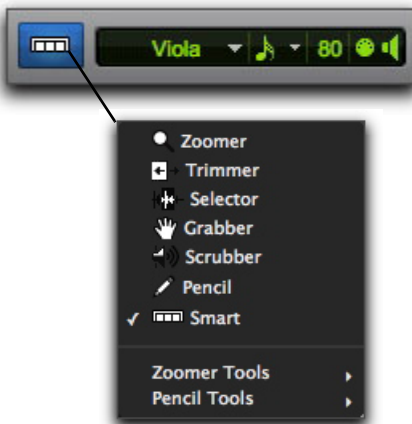 Viola 80
Zoomer
Trimmer
Selector
Grabber
Scrubber
Pencil
Smart
Zoomer Tools
Pencil Tools